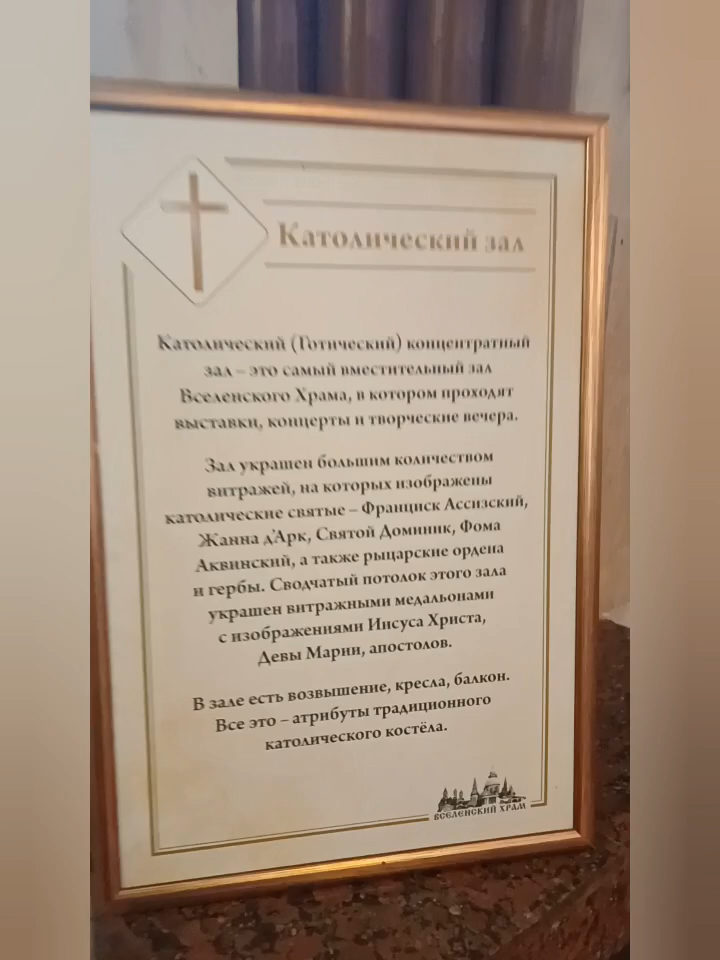 Католический зал
Католический (Готический) концентратный
зал – это самый вместительный зал
Вселенского Храма, в котором проходят
выставки, концерты и творческие вечера.
Зал украшен большим количеством
витражей, на которых изображены
католические святые – Франциск Ассизский,
Жанна д'Арк, Святой Доминик, Фома
Аквинский, а также рыцарские ордена
и гербы. Сводчатый потолок этого зала
украшен витражными медальонами
с изображениями Иисуса Христа,
Девы Марии, апостолов.
В зале есть возвышение, кресла, балкон.
Все это – атрибуты традиционного
католического костёла.
ВСЕЛЕНСКИЙ ХРАМ